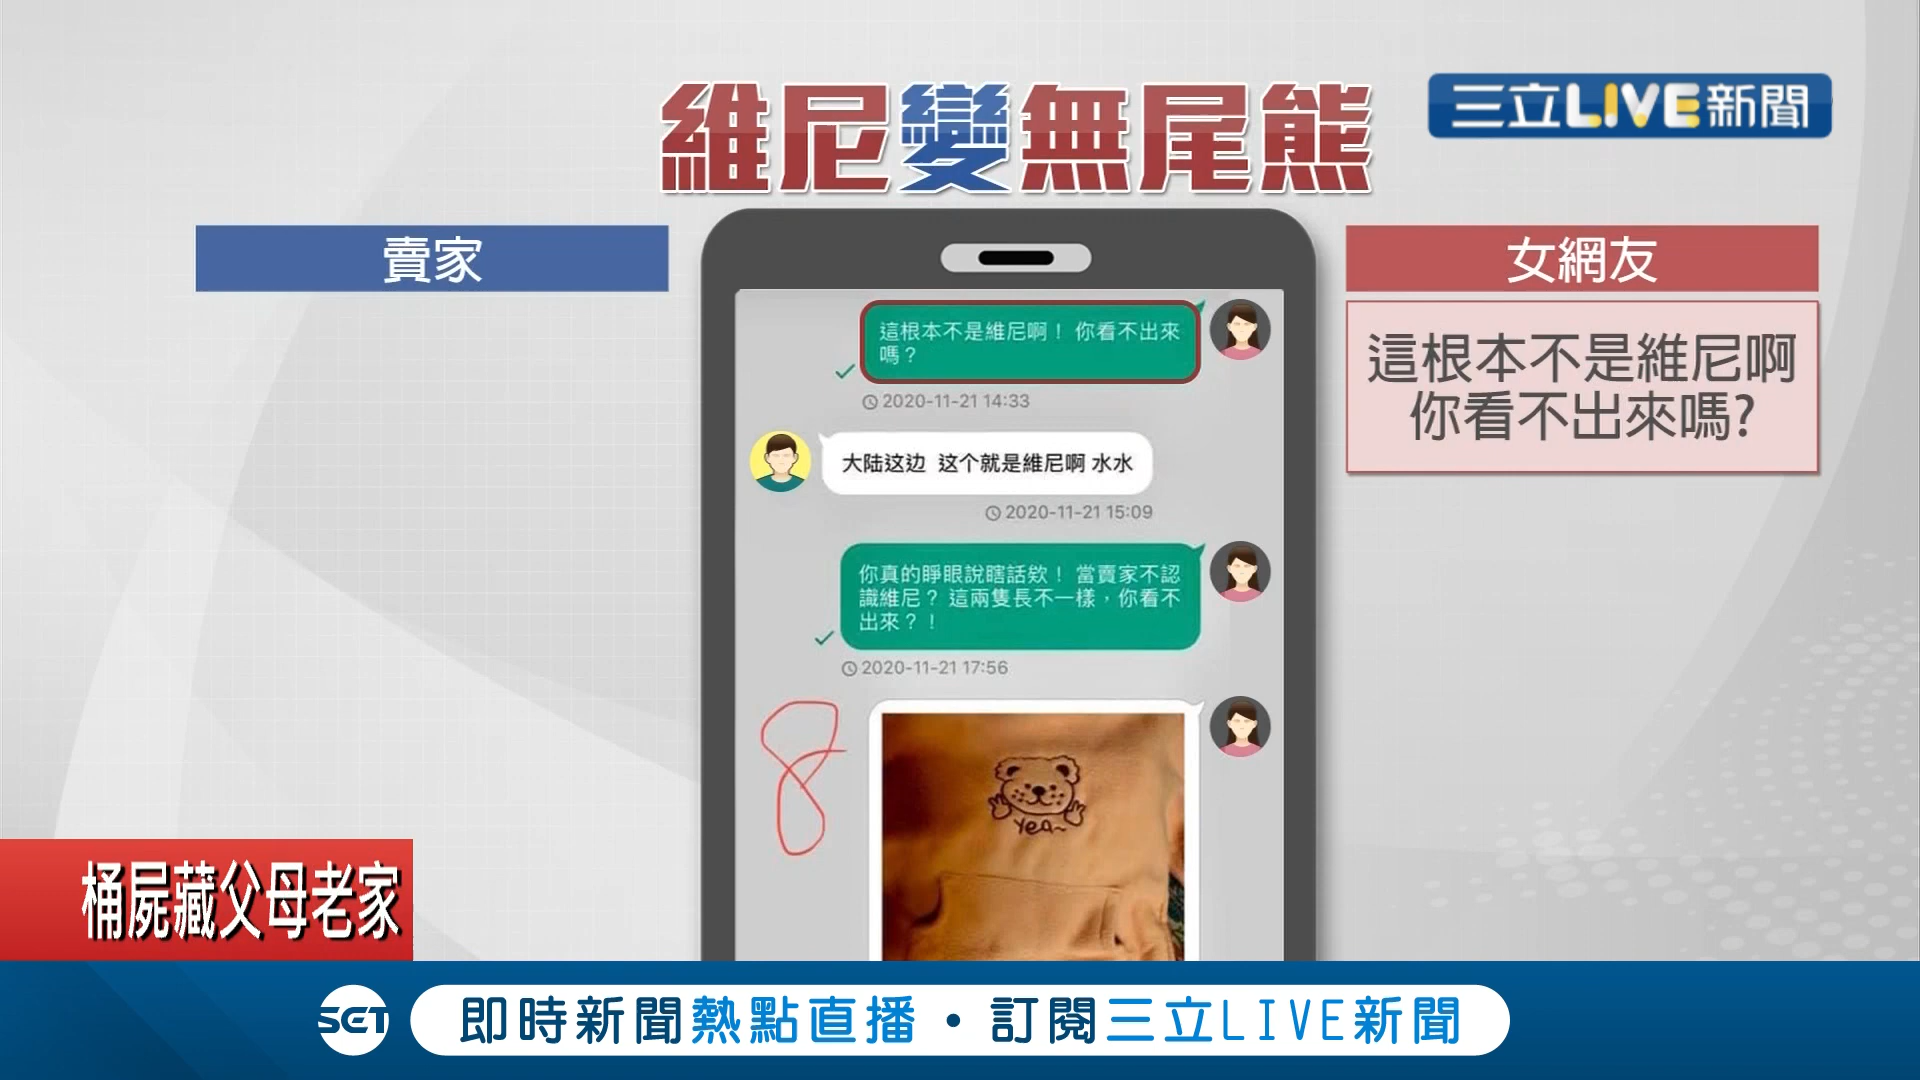 維尼變無尾熊
三立LIVE新聞
賣家
女網友
這根本不是維尼啊
你看不出來嗎?
這根本不是維尼啊！ 你看不出來
嗎？
2020-11-21 14:33
大陆这边 这个就是維尼啊 水水
2020-11-21 15:09
你真的睜眼說瞎話欸！ 當賣家不認
識維尼？ 這兩隻長不一樣，你看不
出來？！
2020-11-21 17:56
8
Yea~
桶屍藏父母老家
SET
即時新聞熱點直播・訂閱三立LIVE新聞